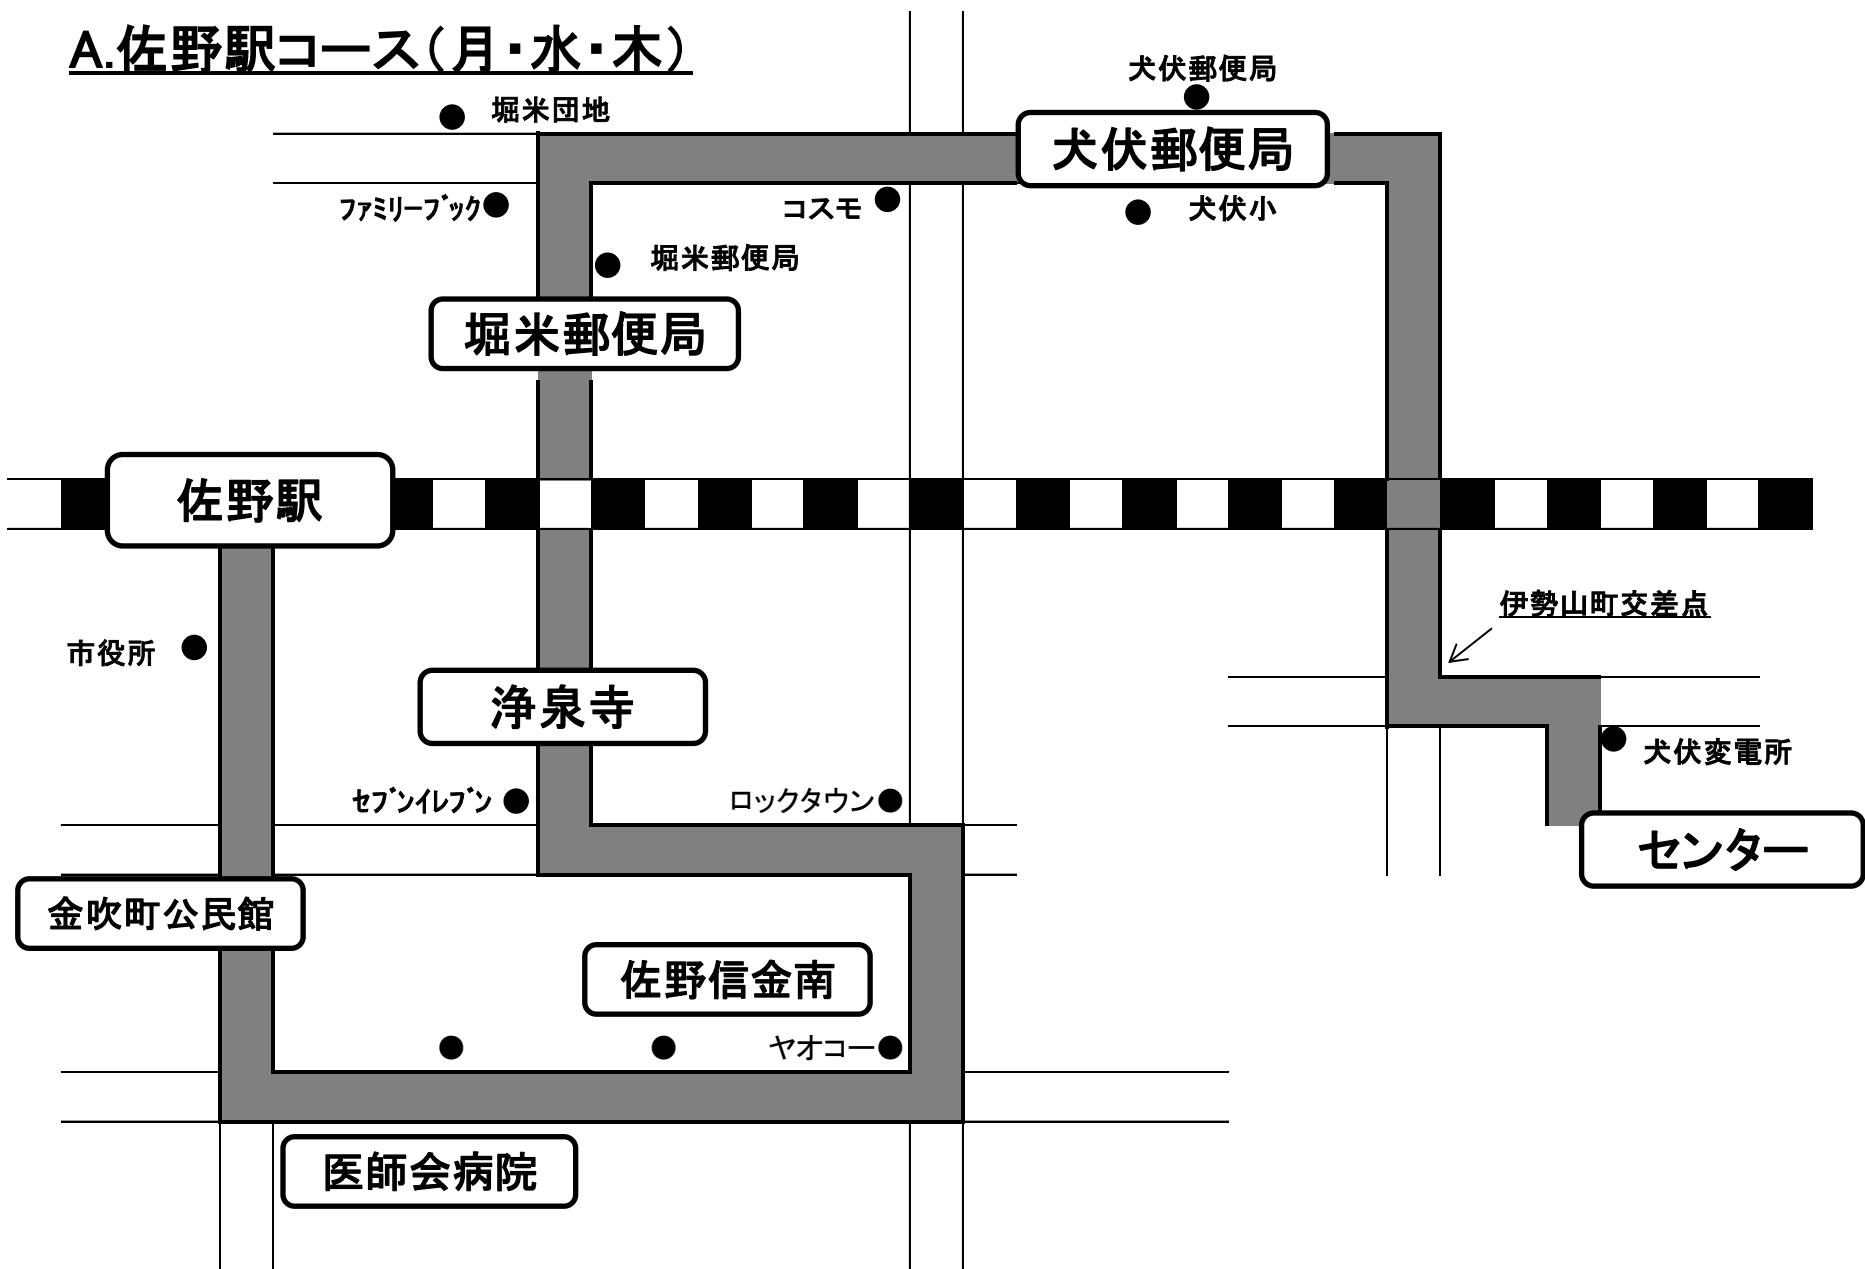 A.佐野駅コース（月・水・木）
犬伏郵便局
堀米団地
犬伏郵便局
ﾌｧﾐﾘｰﾌﾞｯｸ
コスモ
犬伏小
堀米郵便局
堀米郵便局
佐野駅
伊勢山町交差点
市役所
浄泉寺
犬伏変電所
ｾﾌﾞﾝｲﾚﾌﾞﾝ
ロックタウン
センター
金吹町公民館
佐野信金南
ヤオコー
医師会病院